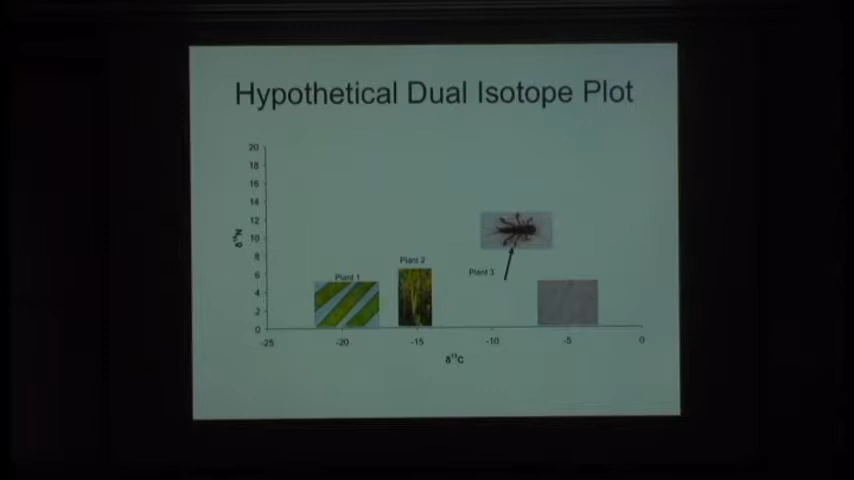 Hypothetical Dual Isotope Plot
20
18
16
14
12
10
8
6
4
2
0
δ¹⁵N
Plant 1
Plant 2
Plant 3
-25
-20
-15
-10
-5
0
δ¹³C